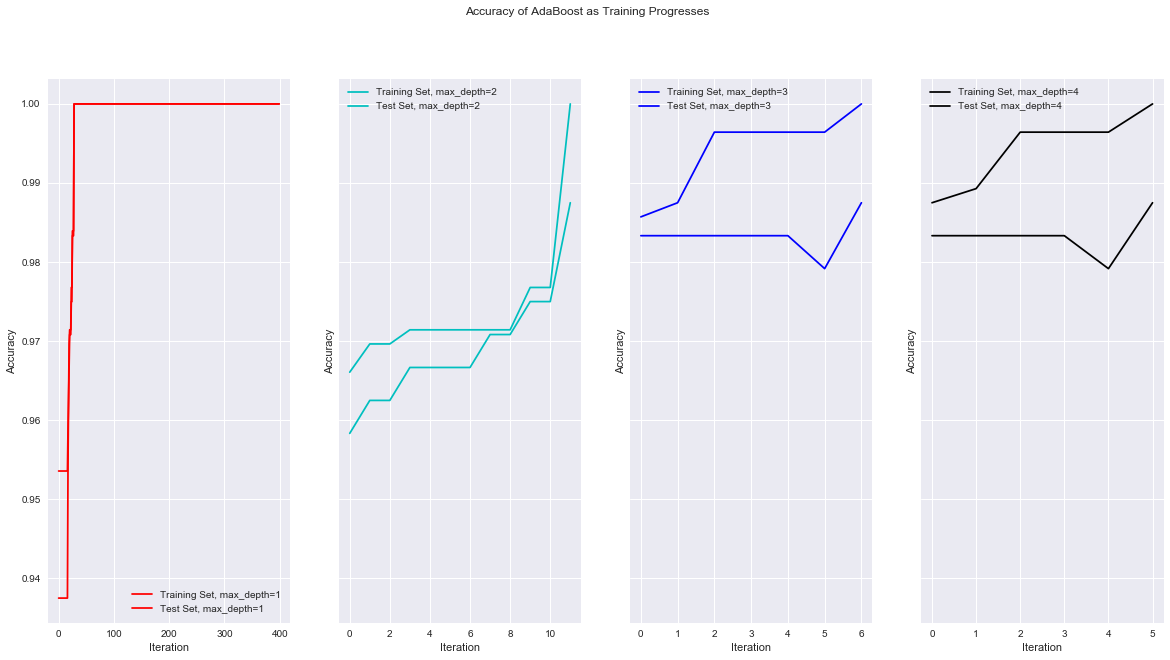 Accuracy of AdaBoost as Training Progresses
Accuracy
1.00
0.99
0.98
0.97
0.96
0.95
0.94
Training Set, max_depth=1
Test Set, max_depth=1
0 100 200 300 400
Iteration
Training Set, max_depth=2
Test Set, max_depth=2
Accuracy
0 2 4 6 8 10
Iteration
Training Set, max_depth=3
Test Set, max_depth=3
Accuracy
0 1 2 3 4 5 6
Iteration
Training Set, max_depth=4
Test Set, max_depth=4
Accuracy
0 1 2 3 4 5
Iteration